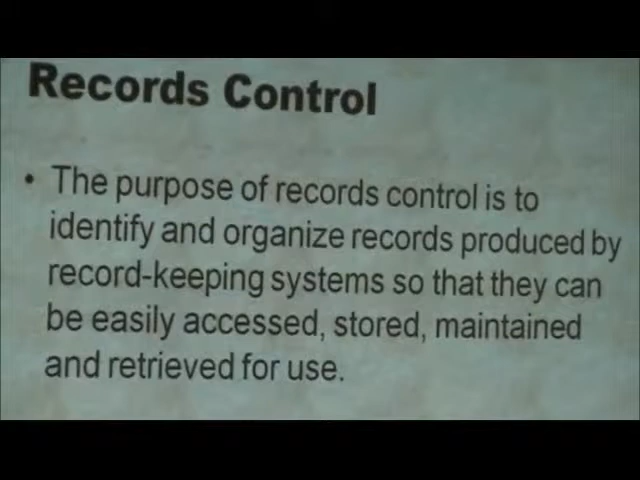 Records Control
• The purpose of records control is to
identify and organize records produced by
record-keeping systems so that they can
be easily accessed, stored, maintained
and retrieved for use.